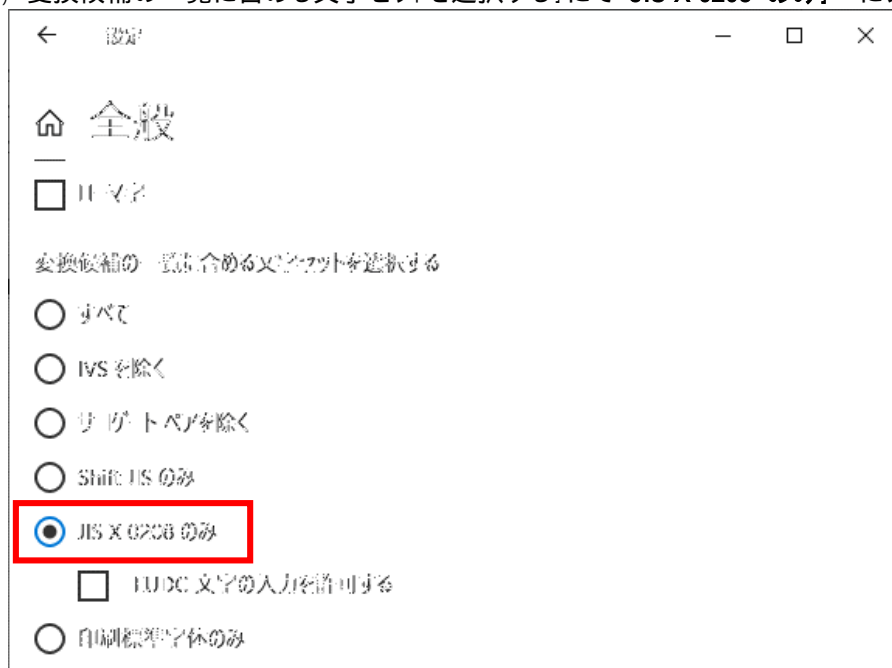 設定
全般
変換候補の一覧に含める文字セットを選択する
すべて
IVS を除く
サロゲート ペアを除く
Shift JIS のみ
JIS X 0208 のみ
EUDC 文字の入力を許可する
印刷標準字体のみ